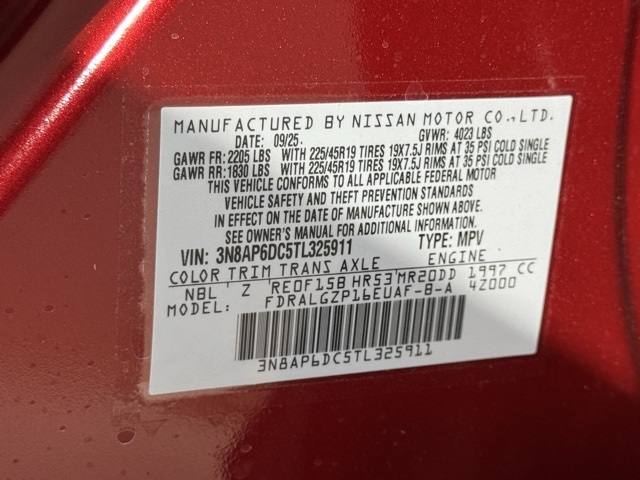 MANUFACTURED BY NISSAN MOTOR CO.,LTD.
DATE: 09/25 GVWR: 4023 LBS
GAWR FR: 2205 LBS WITH 225/45R19 TIRES 19X7.5J RIMS AT 35 PSI COLD SINGLE
GAWR RR: 1830 LBS WITH 225/45R19 TIRES 19X7.5J RIMS AT 35 PSI COLD SINGLE
THIS VEHICLE CONFORMS TO ALL APPLICABLE FEDERAL MOTOR
VEHICLE SAFETY AND THEFT PREVENTION STANDARDS
IN EFFECT ON THE DATE OF MANUFACTURE SHOWN ABOVE.
SEE OWNER'S MANUAL FOR ADDITIONAL INFORMATION.
VIN: 3N8AP6DC5TL325911 TYPE: MPV
COLOR TRIM TRANS AXLE ENGINE
NBL Z RE0F15B HR53 MR20DD 1997 CC
MODEL: FDRALGZP16EUAF-B-A 4Z000
3N8AP6DC5TL325911